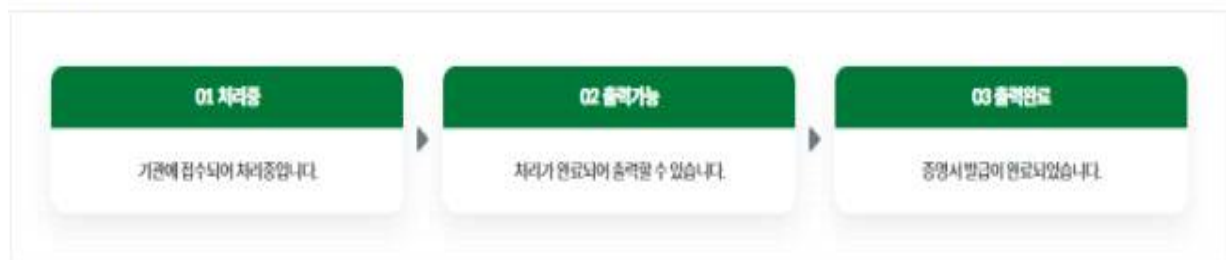 01 처리중
기관에 접수되어 처리중입니다.
02 출력가능
처리가 완료되어 출력할 수 있습니다.
03 출력완료
증명서 발급이 완료되었습니다.